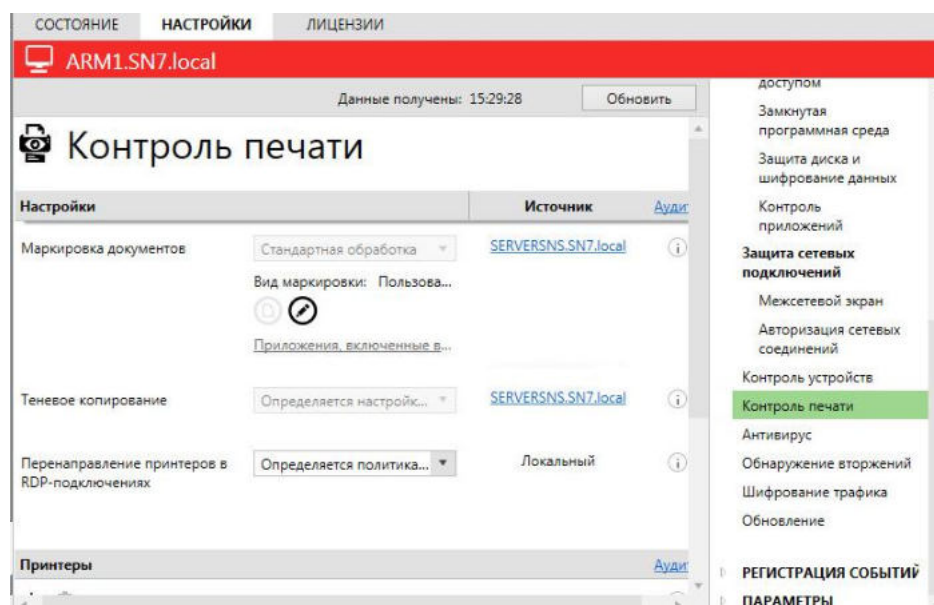 СОСТОЯНИЕ НАСТРОЙКИ ЛИЦЕНЗИИ
ARM1.SN7.local
Данные получены: 15:29:28 Обновить
Контроль печати
Настройки Источник Аудит
Маркировка документов Стандартная обработка SERVERSNS.SN7.local
Вид маркировки: Пользова...
Приложения, включенные в...
Теневое копирование Определяется настройк... SERVERSNS.SN7.local
Перенаправление принтеров в Определяется политика... Локальный
RDP-подключениях
Принтеры Аудит
доступом
Замкнутая
программная среда
Защита диска и
шифрование данных
Контроль
приложений
Защита сетевых
подключений
Межсетевой экран
Авторизация сетевых
соединений
Контроль устройств
Контроль печати
Антивирус
Обнаружение вторжений
Шифрование трафика
Обновление
РЕГИСТРАЦИЯ СОБЫТИЙ
ПАРАМЕТРЫ